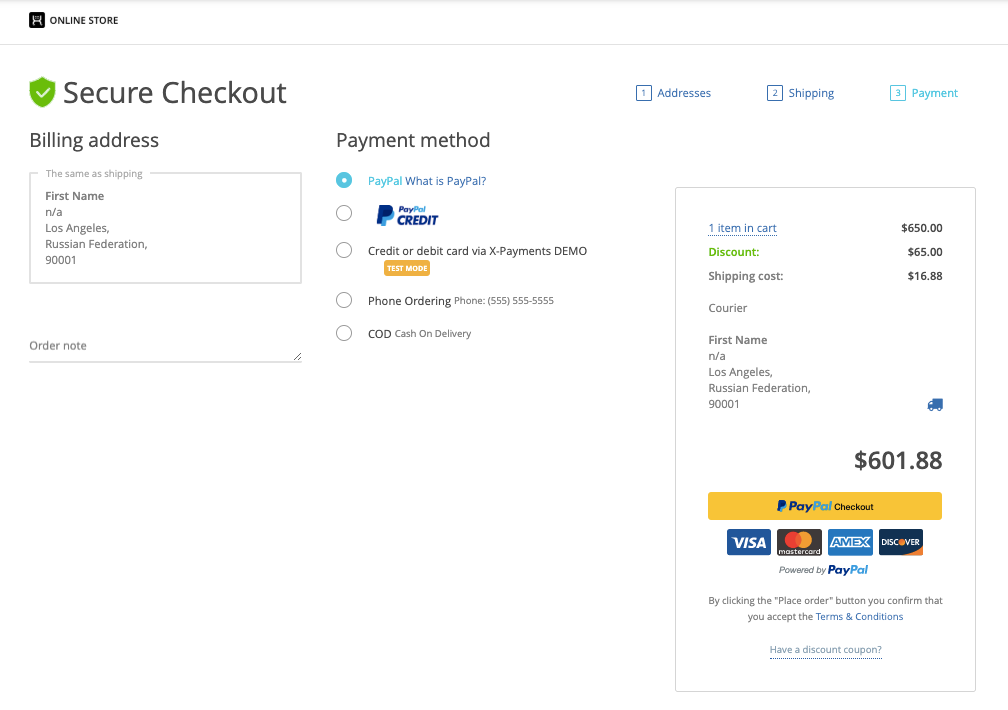 ONLINE STORE
Secure Checkout
1 Addresses
2 Shipping
3 Payment
Billing address
The same as shipping
First Name
n/a
Los Angeles,
Russian Federation,
90001
Order note
Payment method
PayPal What is PayPal?
PayPal CREDIT
Credit or debit card via X-Payments DEMO
TEST MODE
Phone Ordering Phone: (555) 555-5555
COD Cash On Delivery
1 item in cart $650.00
Discount: $65.00
Shipping cost: $16.88
Courier
First Name
n/a
Los Angeles,
Russian Federation,
90001
$601.88
PayPal Checkout
VISA mastercard AMEX DISCOVER
Powered by PayPal
By clicking the "Place order" button you confirm that
you accept the Terms & Conditions
Have a discount coupon?